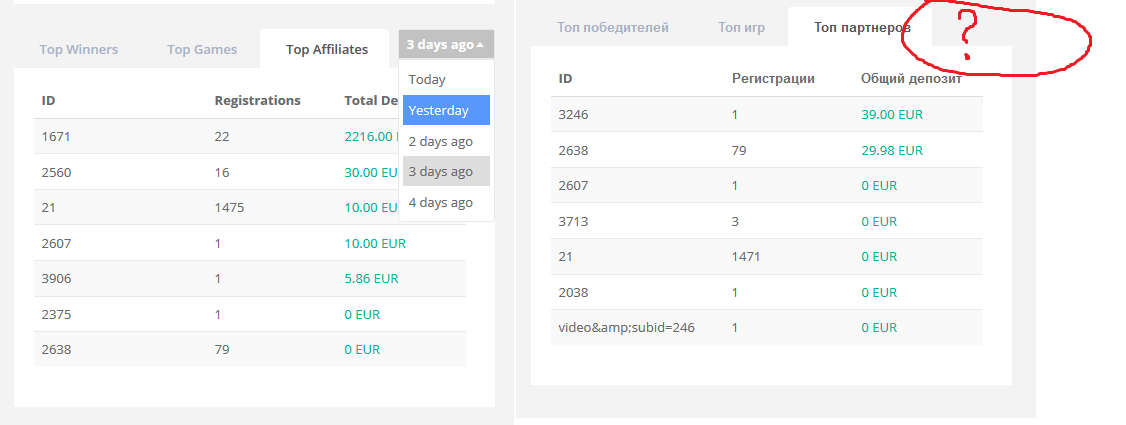 Top Winners Top Games Top Affiliates 3 days ago
Today
Yesterday
2 days ago
3 days ago
4 days ago
ID Registrations Total De
1671 22 2216.00
2560 16 30.00 EU
21 1475 10.00 EU
2607 1 10.00 EUR
3906 1 5.86 EUR
2375 1 0 EUR
2638 79 0 EUR
Топ победителей Топ игр Топ партнеров ?
ID Регистрации Общий депозит
3246 1 39.00 EUR
2638 79 29.98 EUR
2607 1 0 EUR
3713 3 0 EUR
21 1471 0 EUR
2038 1 0 EUR
video&amp;subid=246 1 0 EUR